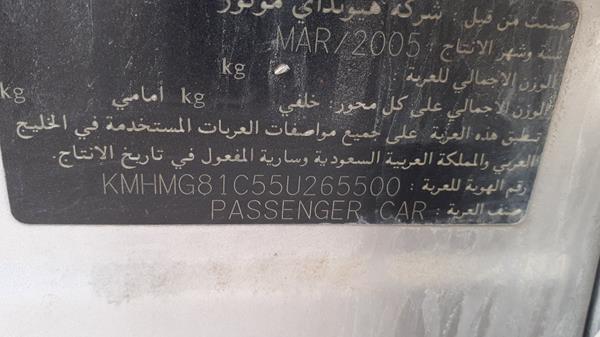 صنعت من قبل : شركة هيونداي موتور
سنة وشهر الانتاج : MAR/2005
الوزن الاجمالي للعربة : kg
الوزن الاجمالي على كل محور: خلفي kg أمامي kg
تطبق هذه العربة على جميع مواصفات العربات المستخدمة في الخليج
العربي والمملكة العربية السعودية وسارية المفعول في تاريخ الانتاج.
رقم الهوية للعربة : KMHMG81C55U265500
صنف العربة : PASSENGER CAR